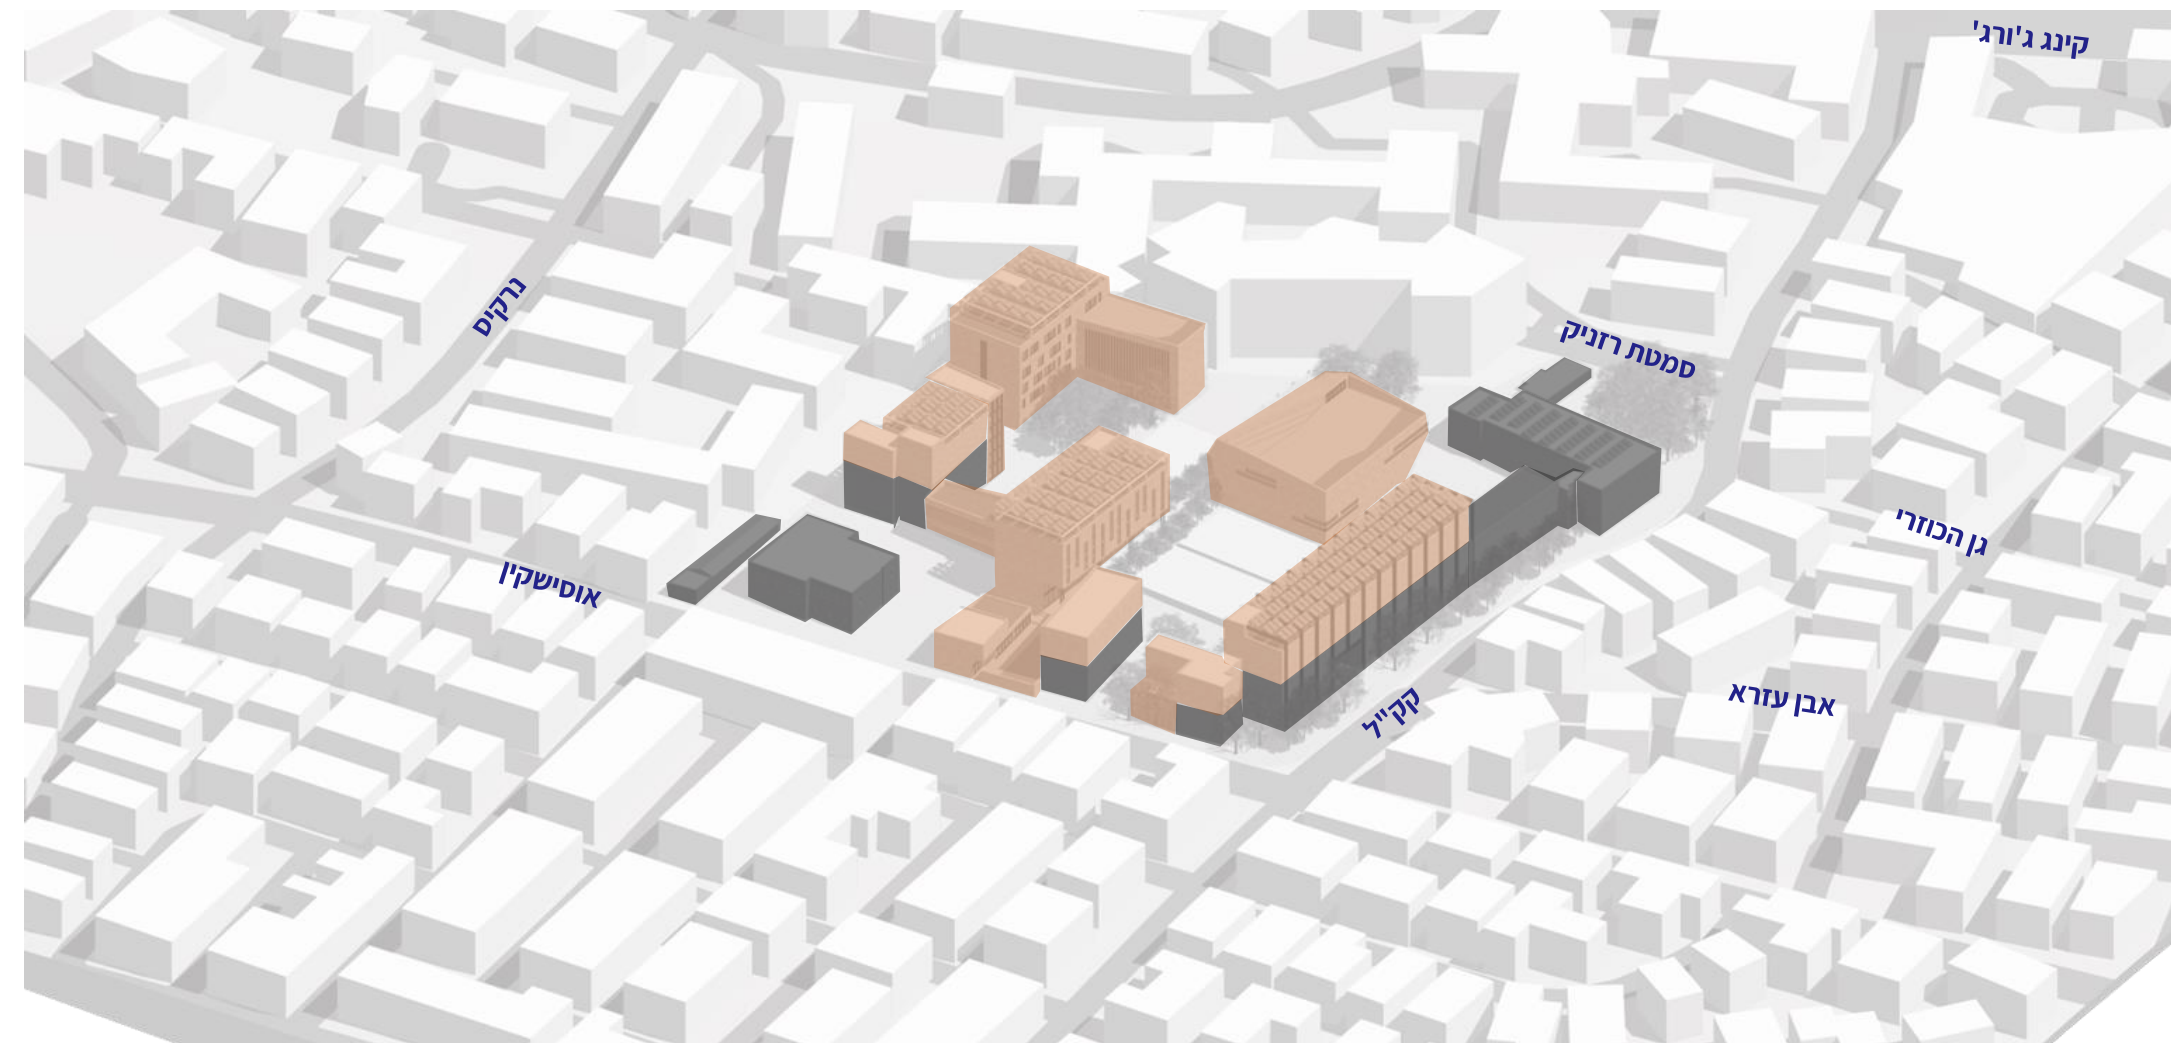 קינג ג'ורג'
נרקיס
סמטת רזניק
גן הכוזרי
אוסישקין
קק"ל
אבן עזרא